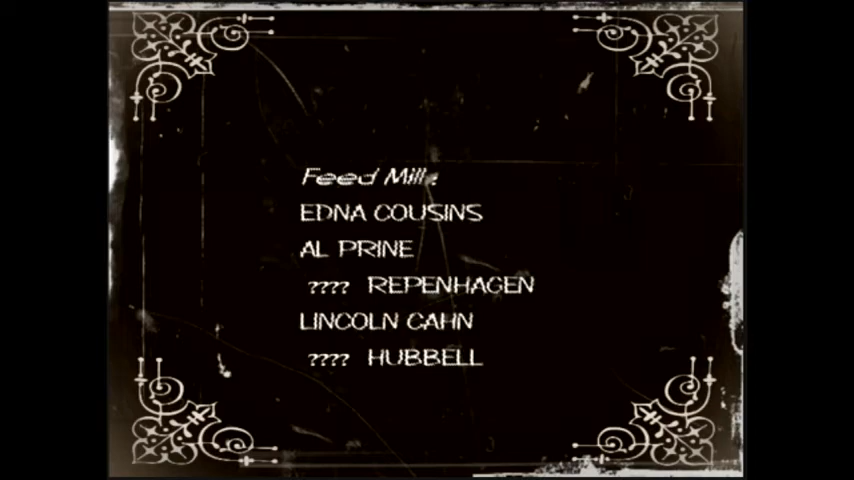 Feed Mill:
EDNA COUSINS
AL PRINE
???? REPENHAGEN
LINCOLN CAHN
???? HUBBELL